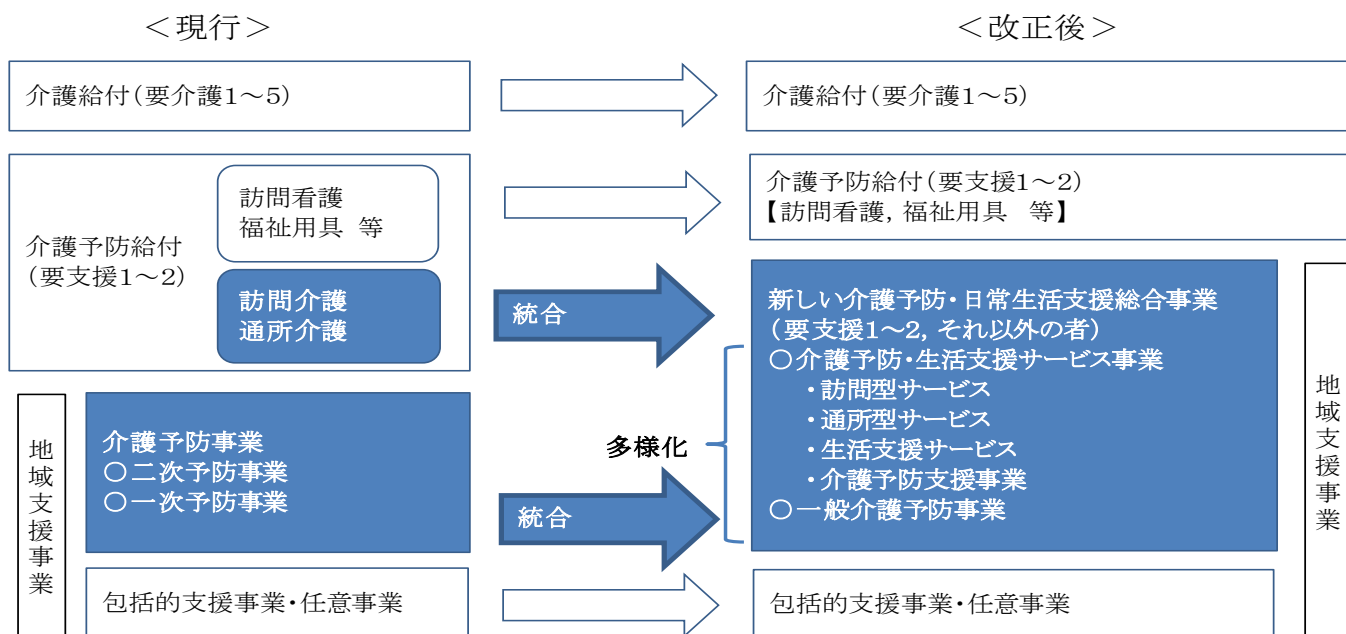 ＜現行＞
＜改正後＞
介護給付（要介護1～5）
介護給付（要介護1～5）
介護予防給付
（要支援1～2）
訪問看護
福祉用具 等
訪問介護
通所介護
介護予防給付（要支援1～2）
【訪問看護，福祉用具　等】
統合
新しい介護予防・日常生活支援総合事業
（要支援1～2，それ以外の者）
○介護予防・生活支援サービス事業
・訪問型サービス
・通所型サービス
・生活支援サービス
・介護予防支援事業
○一般介護予防事業
多様化
地域支援事業
介護予防事業
○二次予防事業
○一次予防事業
統合
地域支援事業
包括的支援事業・任意事業
包括的支援事業・任意事業